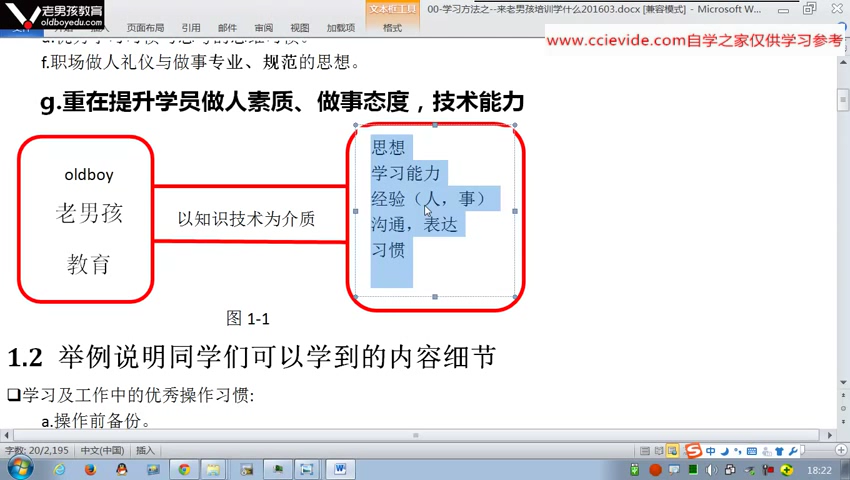 老男孩教育
oldboyedu.com
文本框工具
00-学习方法之--来老男孩培训学什么201603.docx [兼容模式] - Microsoft W...
页面布局
引用
邮件
审阅
视图
加载项
格式
www.ccievide.com自学之家仅供学习参考
f.职场做人礼仪与做事专业、规范的思想。
g.重在提升学员做人素质、做事态度，技术能力
oldboy
老男孩
教育
以知识技术为介质
思想
学习能力
经验（人，事）
沟通，表达
习惯
图 1-1
1.2 举例说明同学们可以学到的内容细节
❑学习及工作中的优秀操作习惯:
a.操作前备份。
字数: 20/2,195
中文(中国)
插入
中
18:22